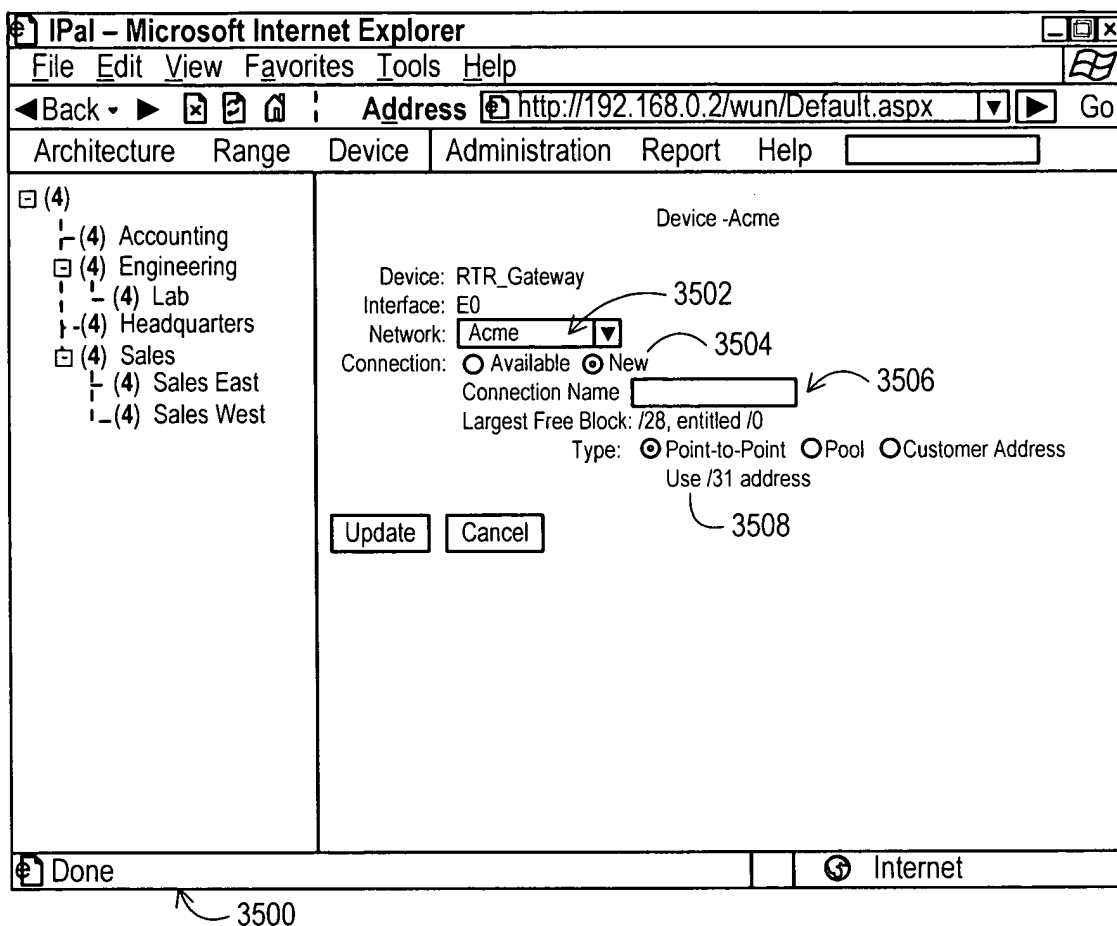 IPal – Microsoft Internet Explorer
File Edit View Favorites Tools Help
Back Address http://192.168.0.2/wun/Default.aspx Go
Architecture Range Device Administration Report Help
(4)
(4) Accounting
(4) Engineering
(4) Lab
(4) Headquarters
(4) Sales
(4) Sales East
(4) Sales West
Device -Acme
Device: RTR_Gateway
Interface: E0
3502
Network: Acme
3504
Connection: Available New
3506
Connection Name
Largest Free Block: /28, entitled /0
Type: Point-to-Point Pool Customer Address
Use /31 address
3508
Update Cancel
Done Internet
3500